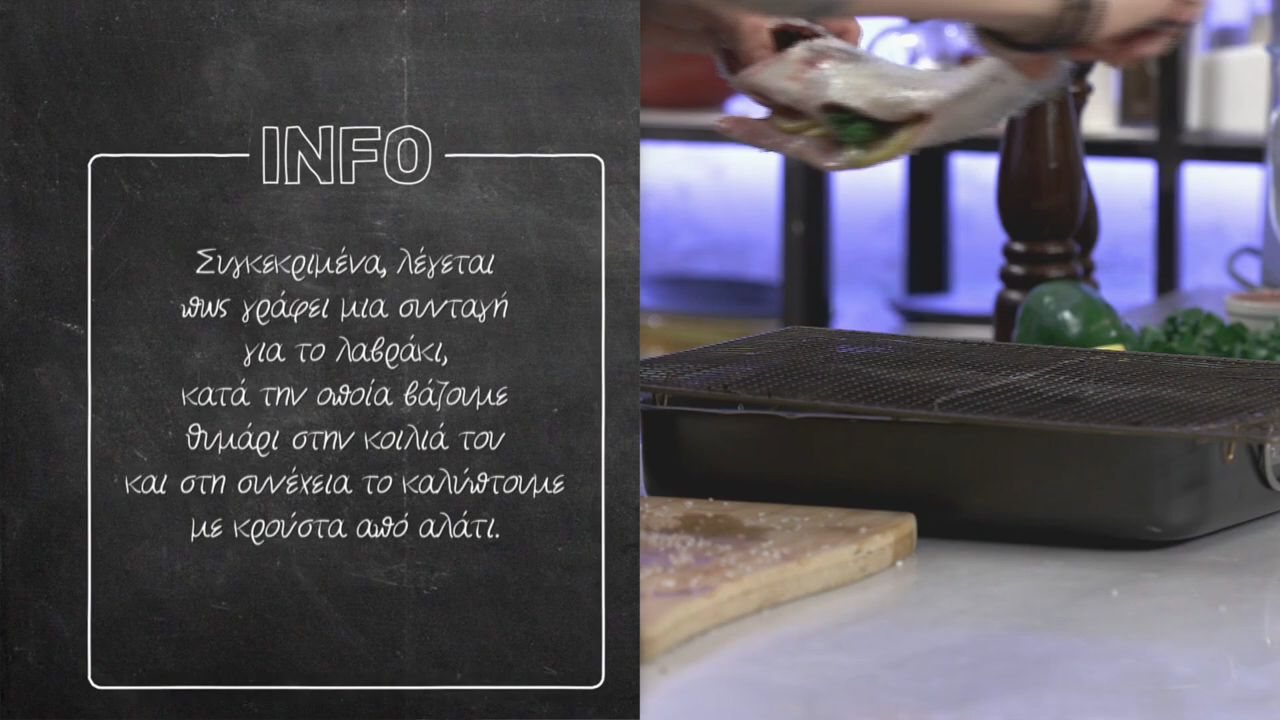 INFO
Συγκεκριμένα, λέγεται
πως γράφει μια συνταγή
για το λαβράκι,
κατά την οποία βάζουμε
θυμάρι στην κοιλιά του
και στη συνέχεια το καλύπτουμε
με κρούστα από αλάτι.